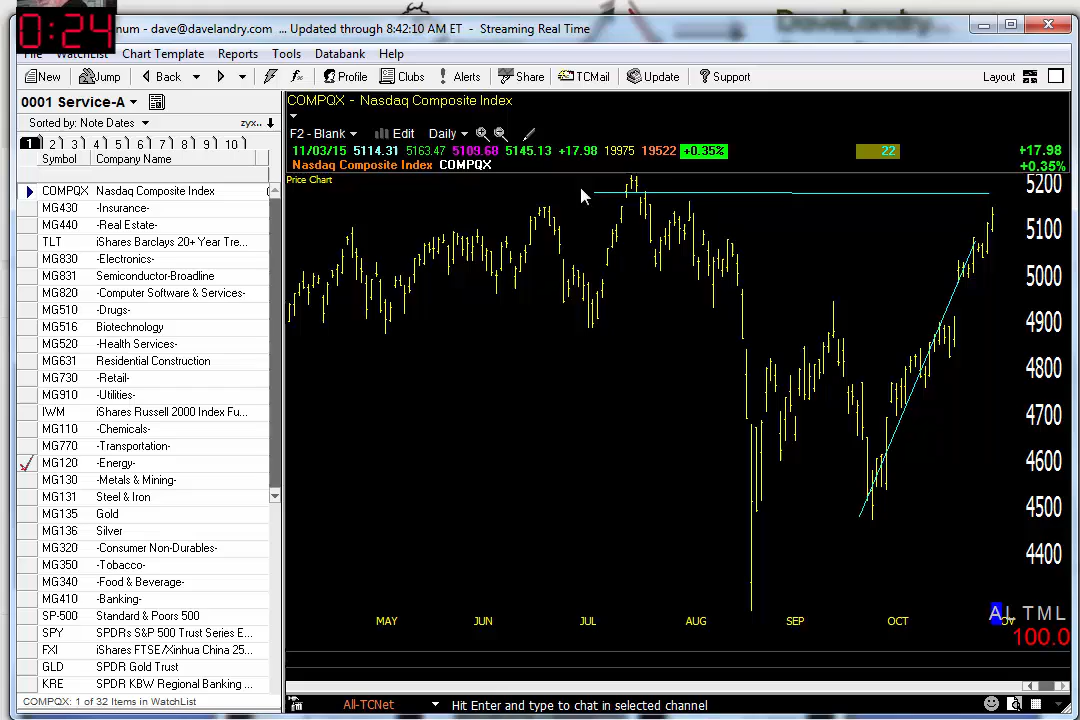 0:24
num - dave@davelandry.com ... Updated through 8:42:10 AM ET - Streaming Real Time
DaveLandry...
File WatchList Chart Template Reports Tools Databank Help
New Jump Back Profile Clubs Alerts Share TCMail Update Support Layout
0001 Service-A
Sorted by: Note Dates zyx..
1 2 3 4 5 6 7 8 9 10
Symbol Company Name
COMPQX Nasdaq Composite Index
MG430 -Insurance-
MG440 -Real Estate-
TLT iShares Barclays 20+ Year Tre...
MG830 -Electronics-
MG831 Semiconductor-Broadline
MG820 -Computer Software & Services-
MG510 -Drugs-
MG516 Biotechnology
MG520 -Health Services-
MG631 Residential Construction
MG730 -Retail-
MG910 -Utilities-
IWM iShares Russell 2000 Index Fu...
MG110 -Chemicals-
MG770 -Transportation-
MG120 -Energy-
MG130 -Metals & Mining-
MG131 Steel & Iron
MG135 Gold
MG136 Silver
MG320 -Consumer Non-Durables-
MG350 -Tobacco-
MG340 -Food & Beverage-
MG410 -Banking-
SP-500 Standard & Poors 500
SPY SPDRs S&P 500 Trust Series E...
FXI iShares FTSE/Xinhua China 25...
GLD SPDR Gold Trust
KRE SPDR KBW Regional Banking ...
COMPQX: 1 of 32 Items in WatchList
COMPQX - Nasdaq Composite Index
F2 - Blank Edit Daily
11/03/15 5114.31 5163.47 5109.68 5145.13 +17.98 19975 19522 +0.35% 22 +17.98
Nasdaq Composite Index COMPQX +0.35%
Price Chart
5200
5100
5000
4900
4800
4700
4600
4500
4400
MAY JUN JUL AUG SEP OCT
A L T M L
100.0
All-TCNet Hit Enter and type to chat in selected channel